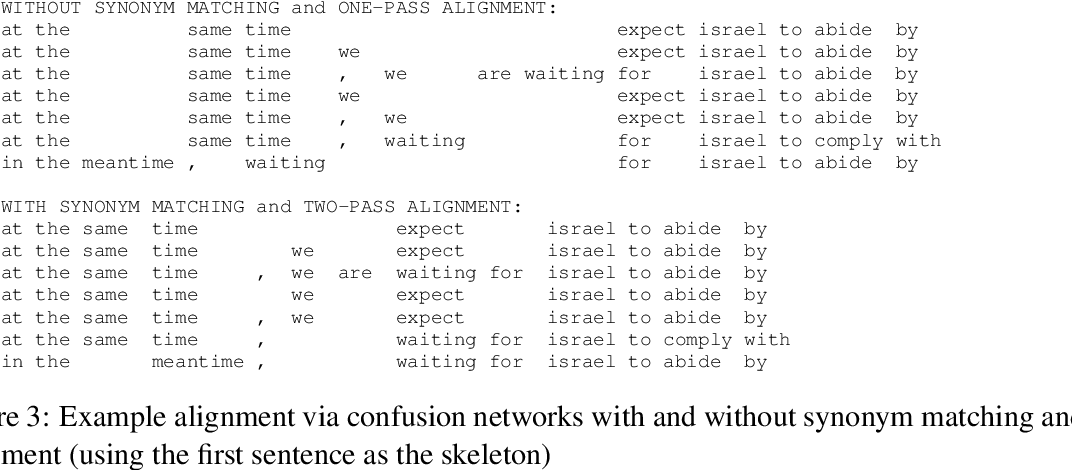 WITHOUT SYNONYM MATCHING and ONE-PASS ALIGNMENT:
at the same time expect israel to abide by
at the same time we expect israel to abide by
at the same time , we are waiting for israel to abide by
at the same time we expect israel to abide by
at the same time , we expect israel to abide by
at the same time , waiting for israel to comply with
in the meantime , waiting for israel to abide by
WITH SYNONYM MATCHING and TWO-PASS ALIGNMENT:
at the same time expect israel to abide by
at the same time we expect israel to abide by
at the same time , we are waiting for israel to abide by
at the same time we expect israel to abide by
at the same time , we expect israel to abide by
at the same time , waiting for israel to comply with
in the meantime , waiting for israel to abide by
re 3: Example alignment via confusion networks with and without synonym matching an
ment (using the first sentence as the skeleton)